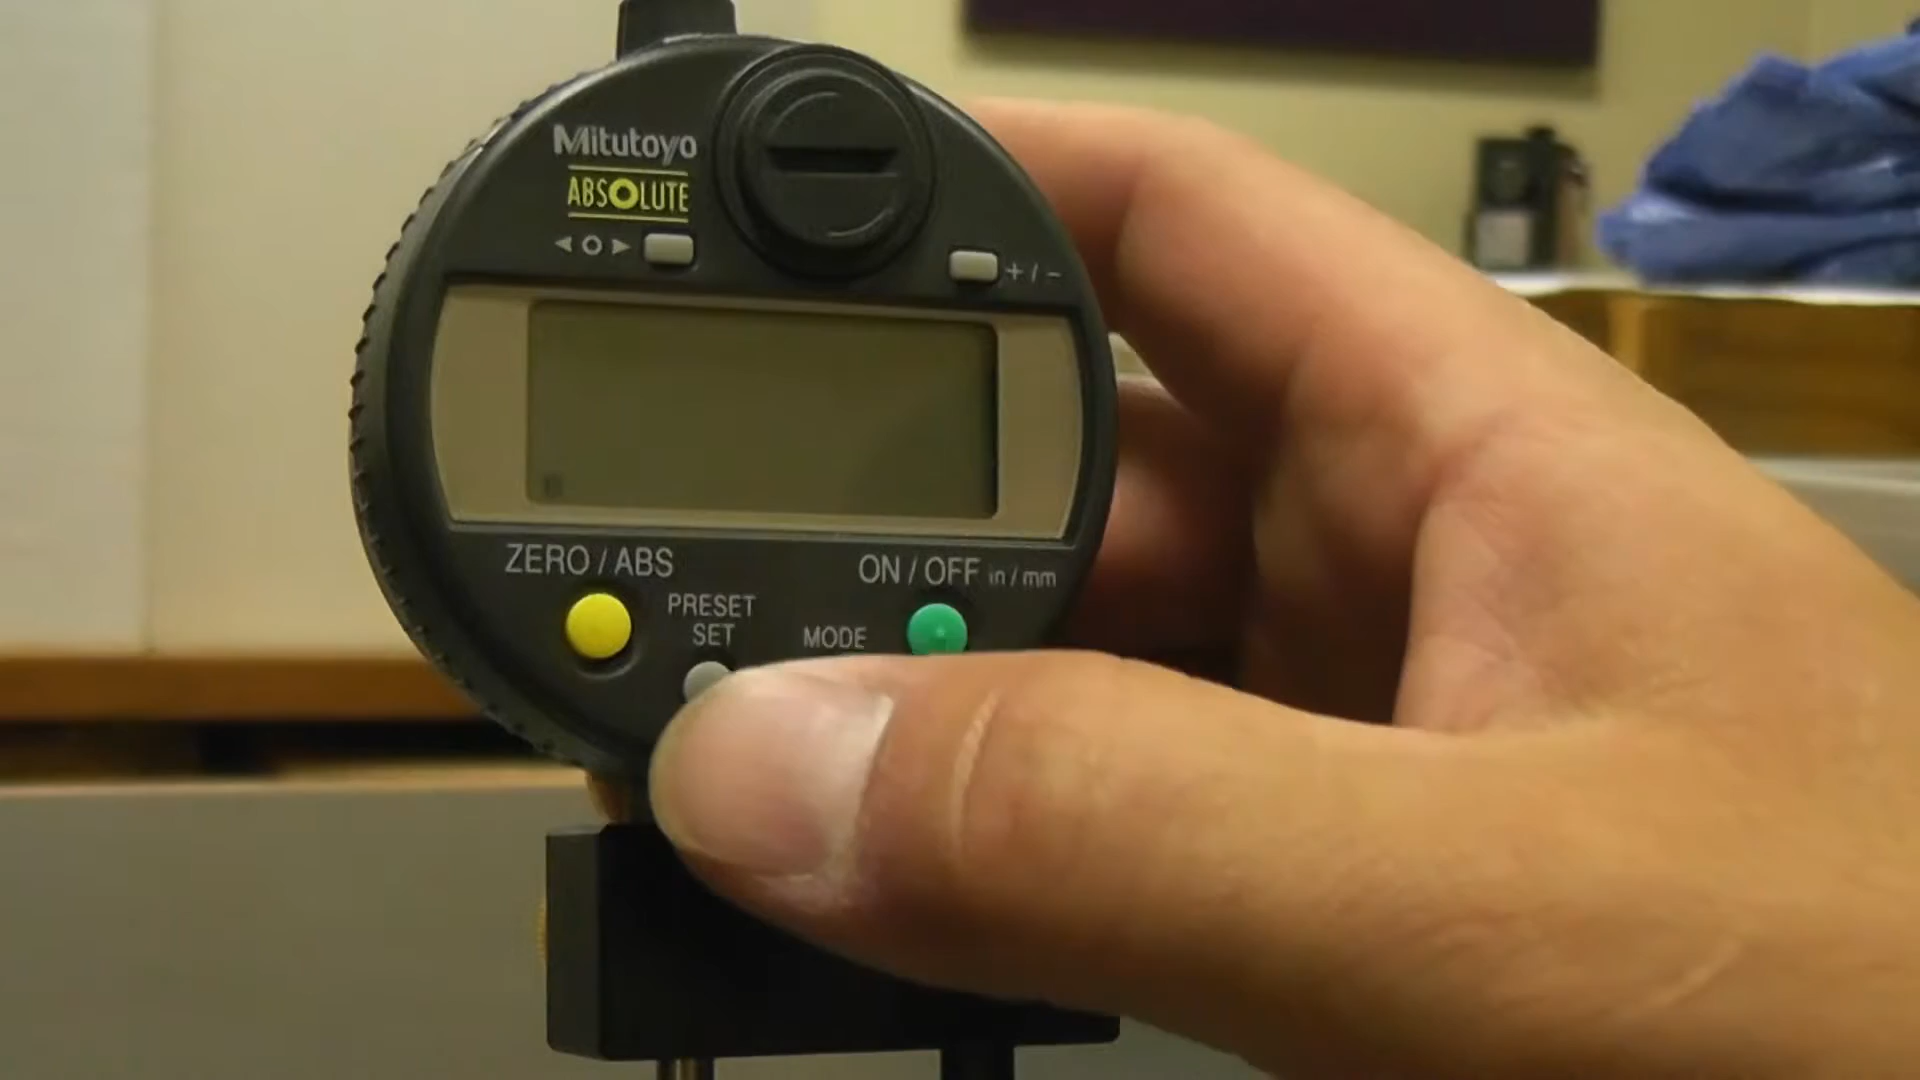 Mitutoyo
ABSOLUTE
+/-
ZERO / ABS
ON / OFF in/mm
PRESET
SET
MODE